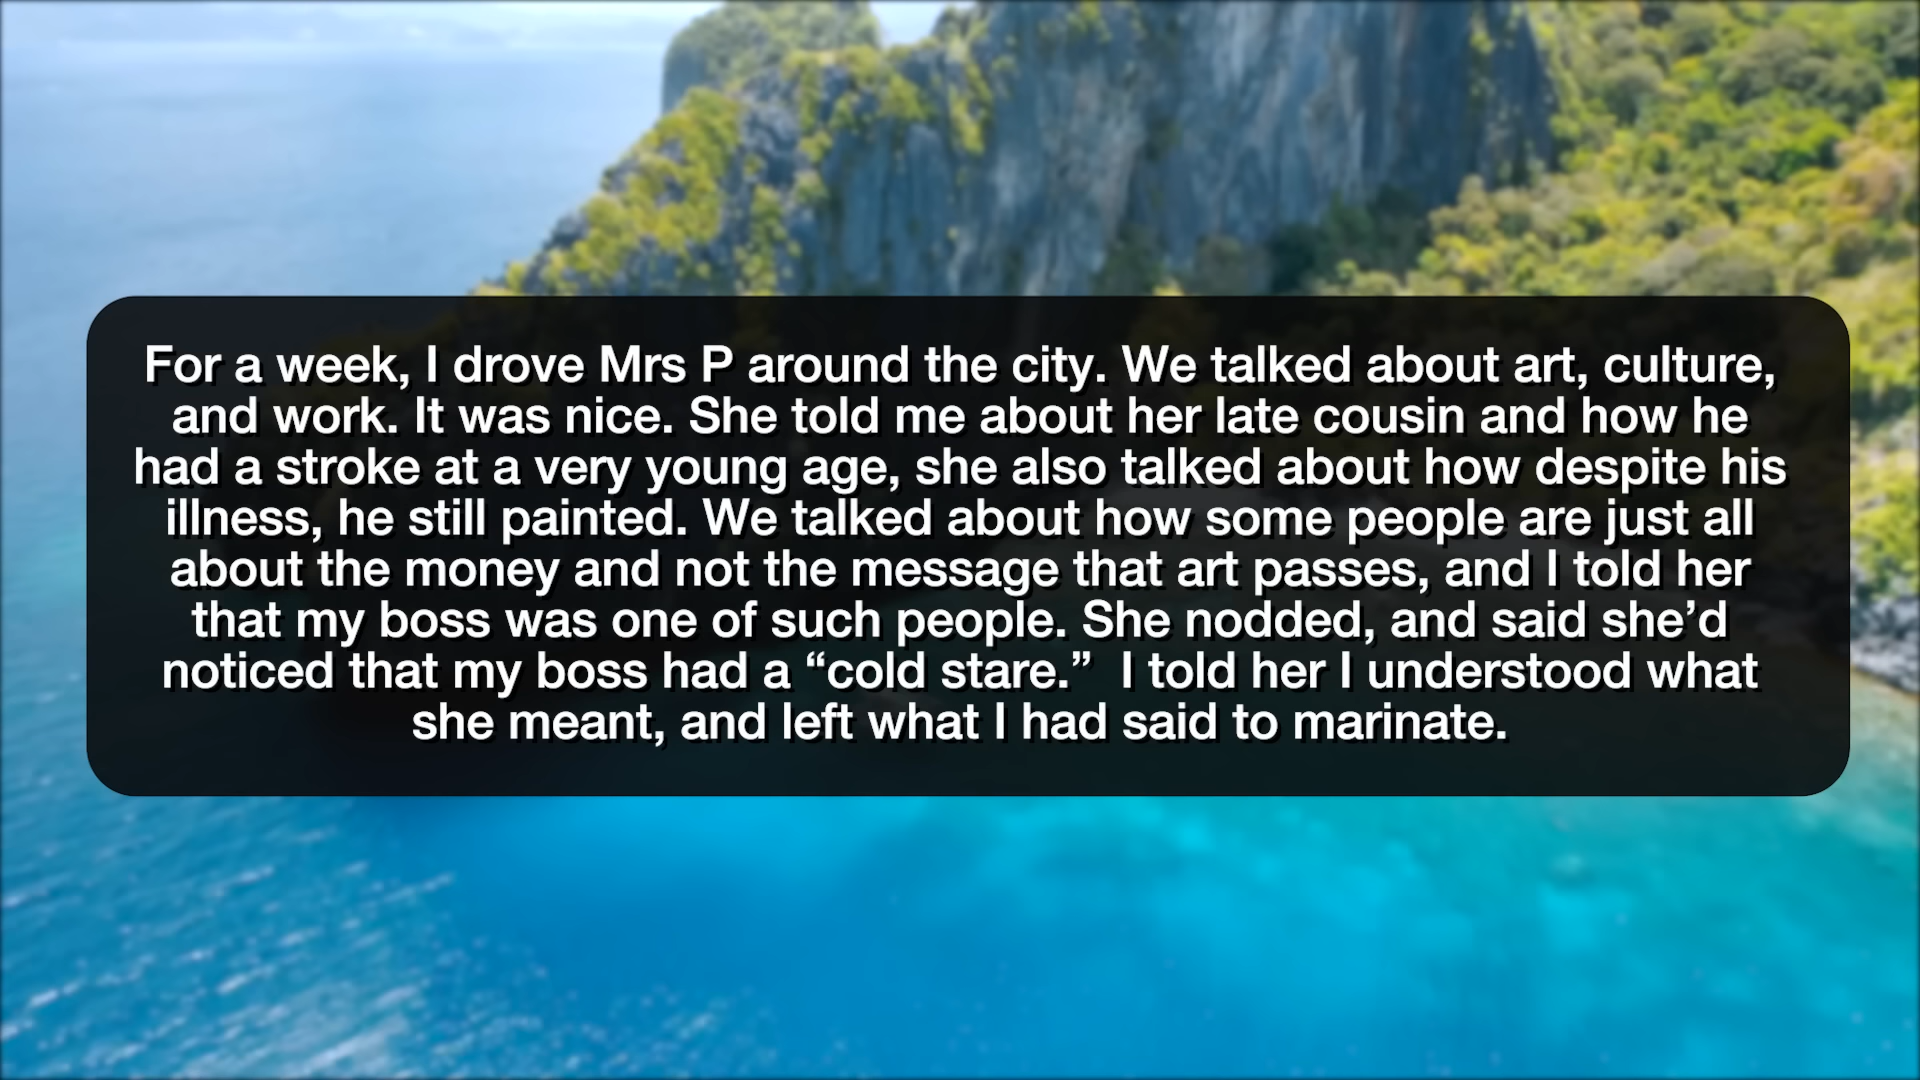 For a week, I drove Mrs P around the city. We talked about art, culture,
and work. It was nice. She told me about her late cousin and how he
had a stroke at a very young age, she also talked about how despite his
illness, he still painted. We talked about how some people are just all
about the money and not the message that art passes, and I told her
that my boss was one of such people. She nodded, and said she’d
noticed that my boss had a “cold stare.”  I told her I understood what
she meant, and left what I had said to marinate.